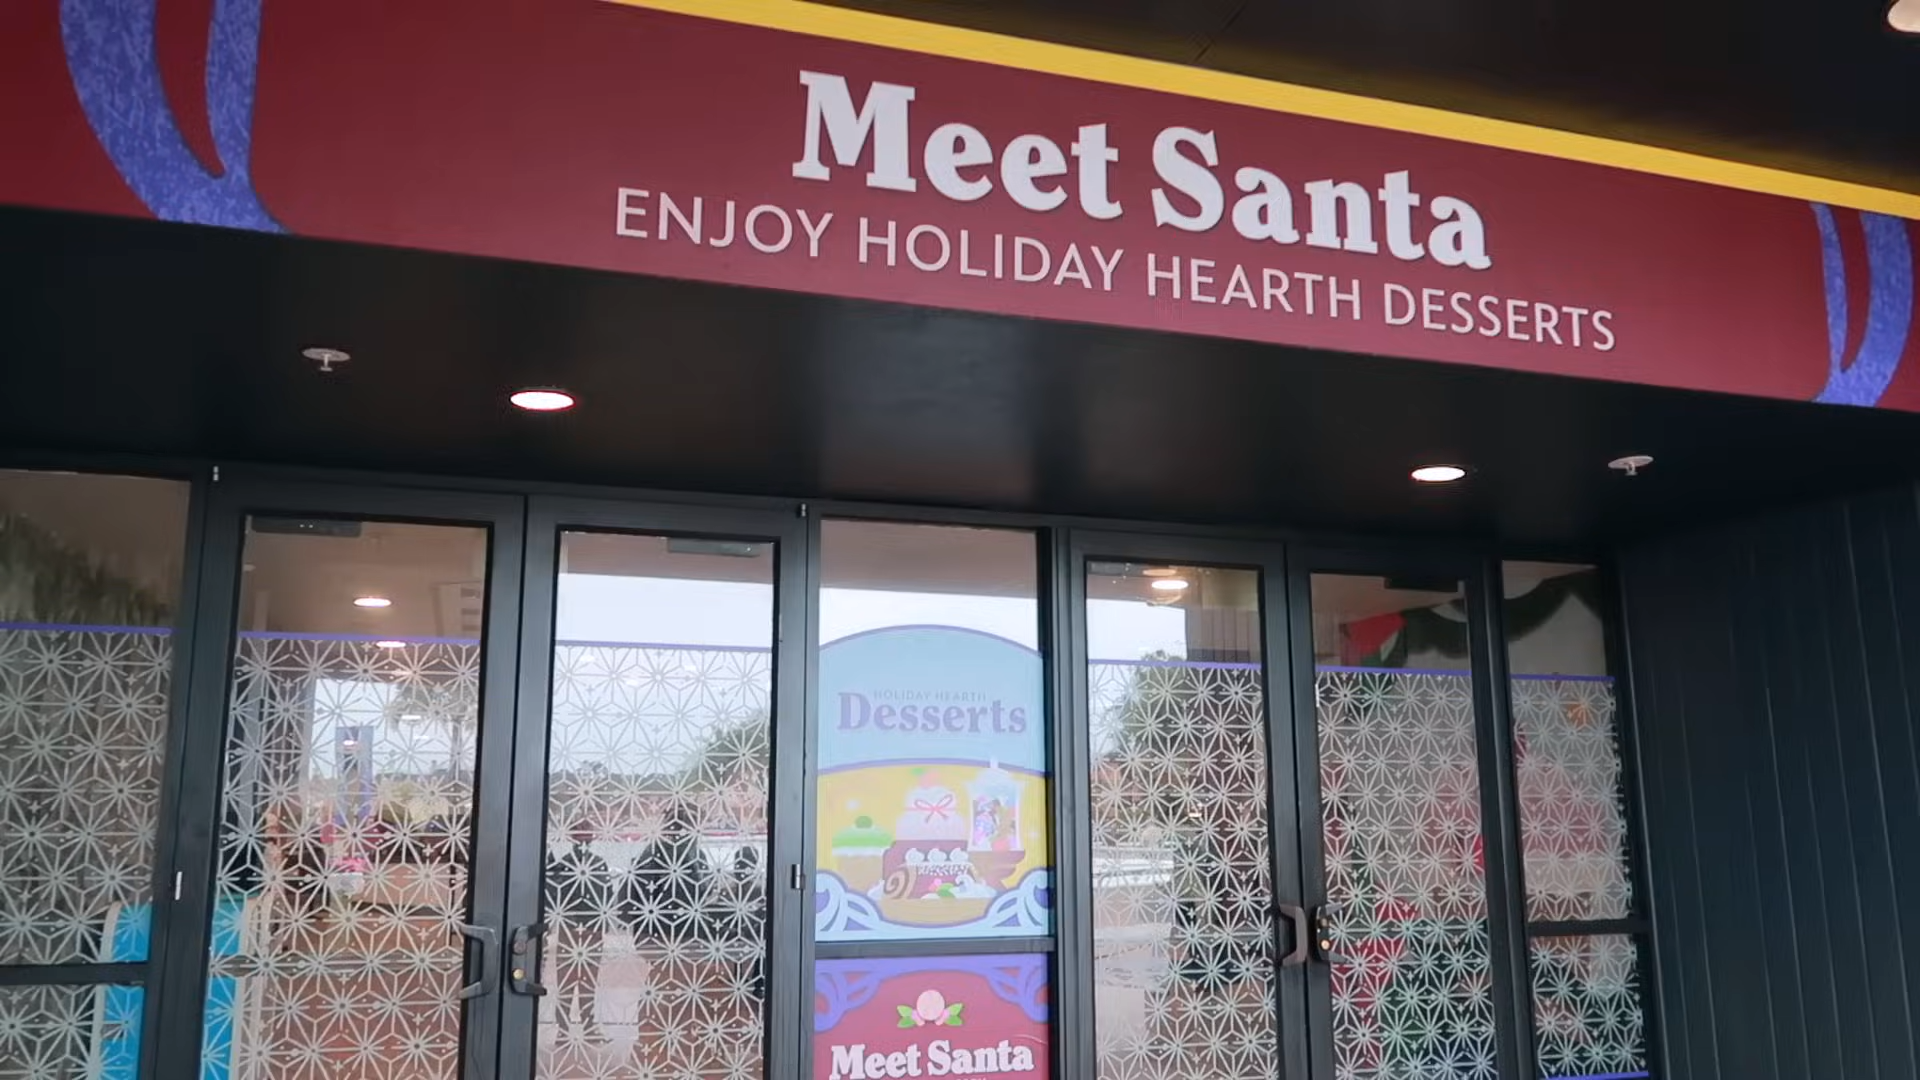 Meet Santa
ENJOY HOLIDAY HEARTH DESSERTS
HOLIDAY HEARTH
Desserts
Meet Santa